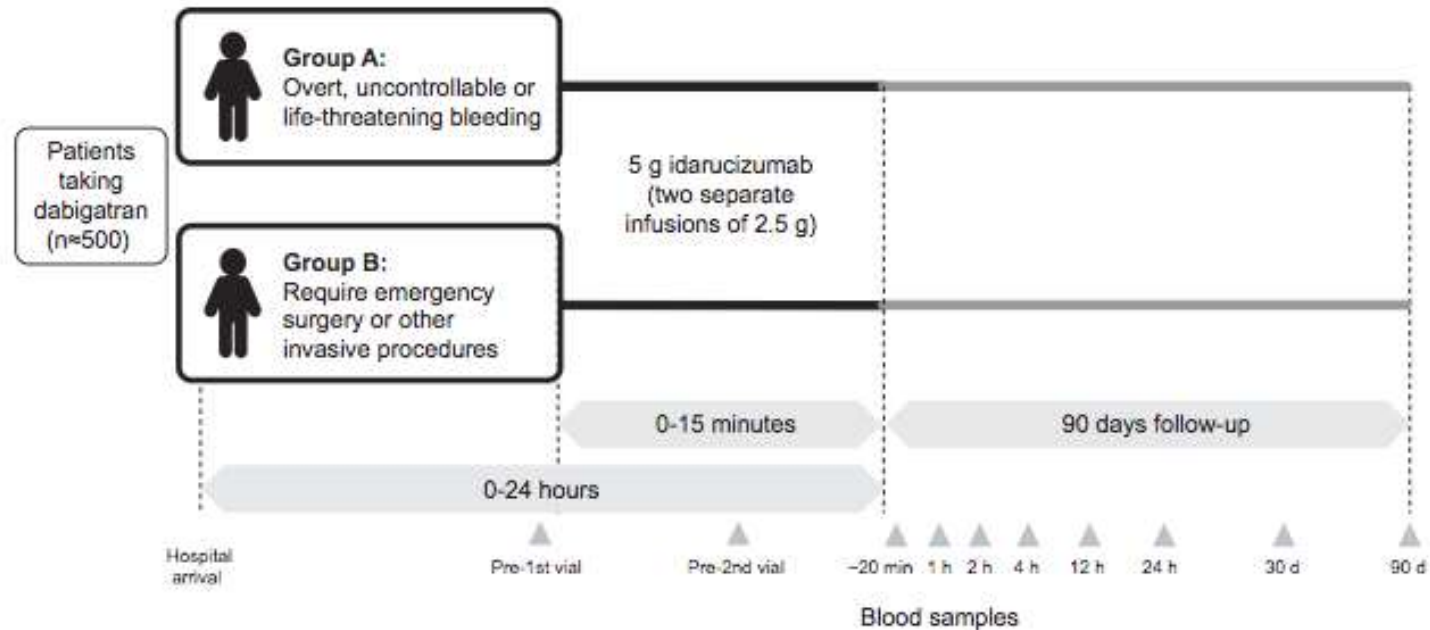 Patients
taking
dabigatran
(n≈500)
Group A:
Overt, uncontrollable or
life-threatening bleeding
Group B:
Require emergency
surgery or other
invasive procedures
5 g idarucizumab
(two separate
infusions of 2.5 g)
0-15 minutes
90 days follow-up
0-24 hours
Hospital
arrival
Pre-1st vial
Pre-2nd vial
~20 min
1 h
2 h
4 h
12 h
24 h
30 d
90 d
Blood samples